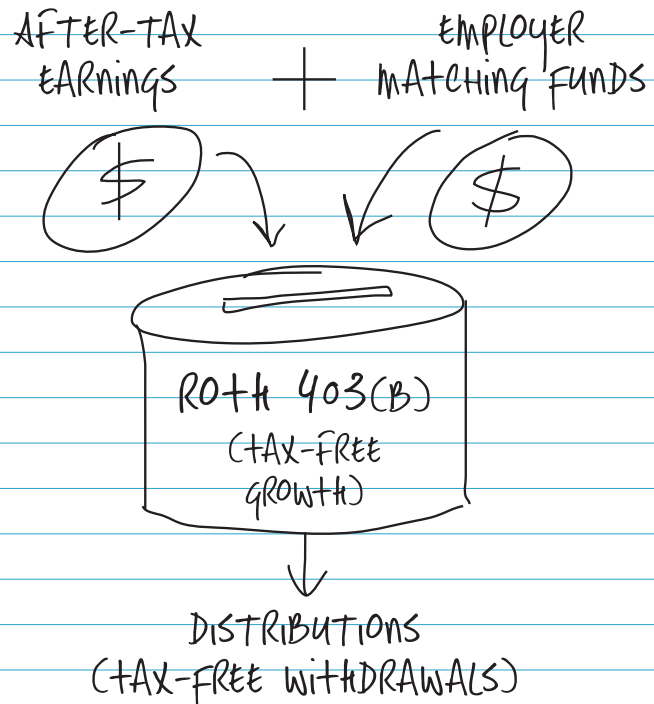 AFTER-TAX
EARNINGS
+
EMPLOYER
MATCHING FUNDS
$
$
ROTH 403(B)
(TAX-FREE
GROWTH)
DISTRIBUTIONS
(TAX-FREE WITHDRAWALS)